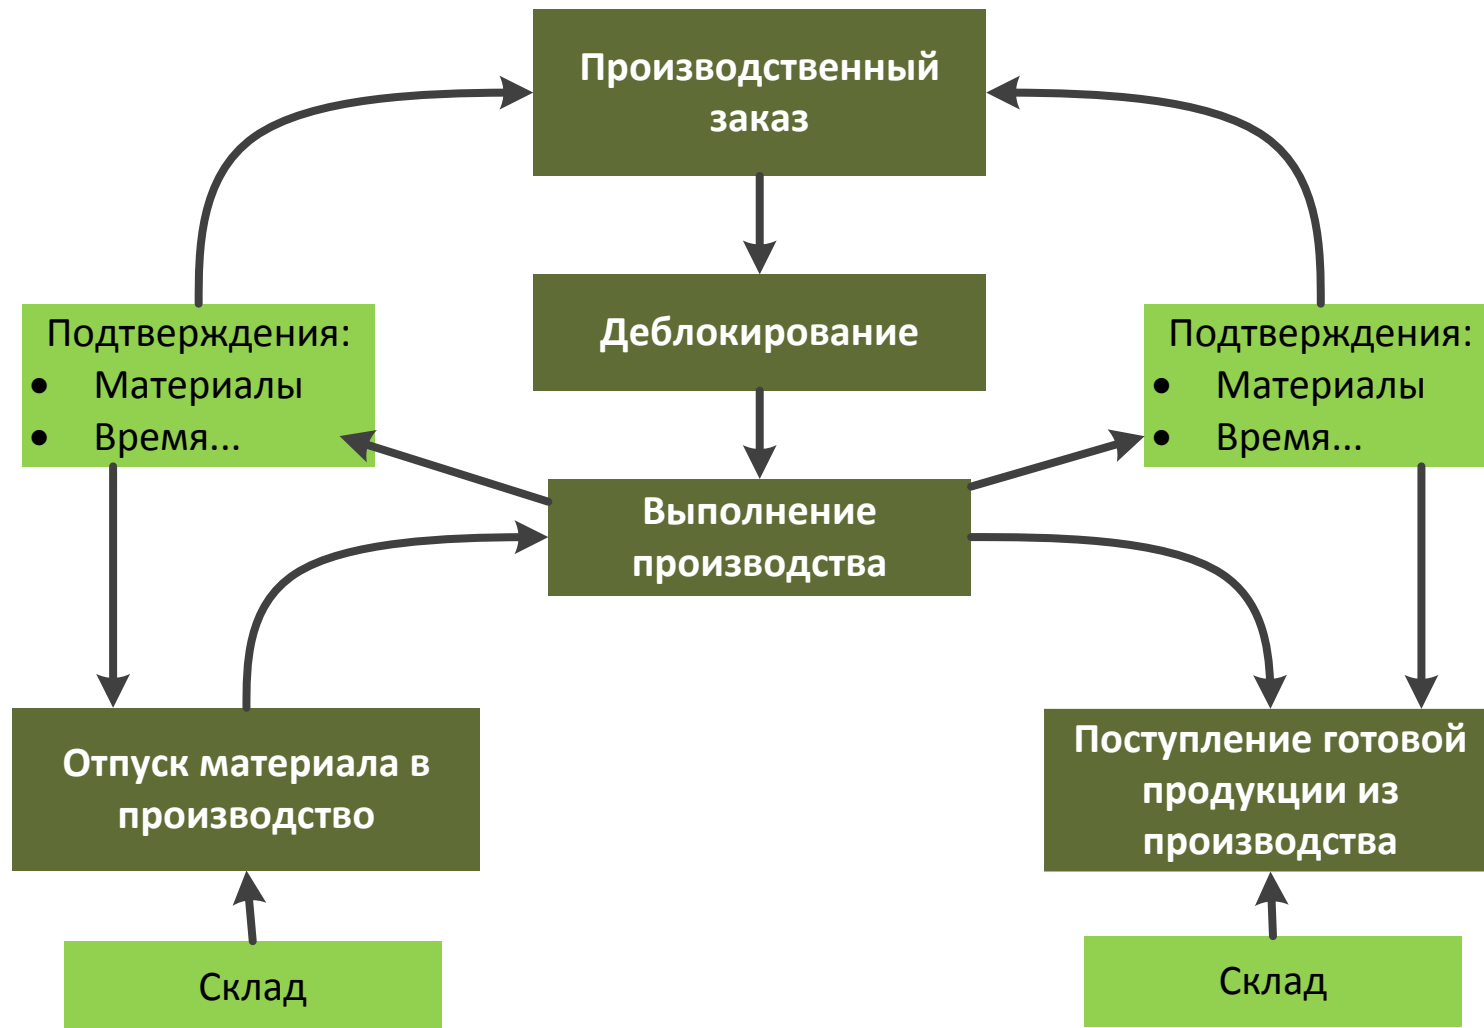 Производственный
заказ
Деблокирование
Подтверждения:
• Материалы
• Время...
Подтверждения:
• Материалы
• Время...
Выполнение
производства
Отпуск материала в
производство
Поступление готовой
продукции из
производства
Склад
Склад